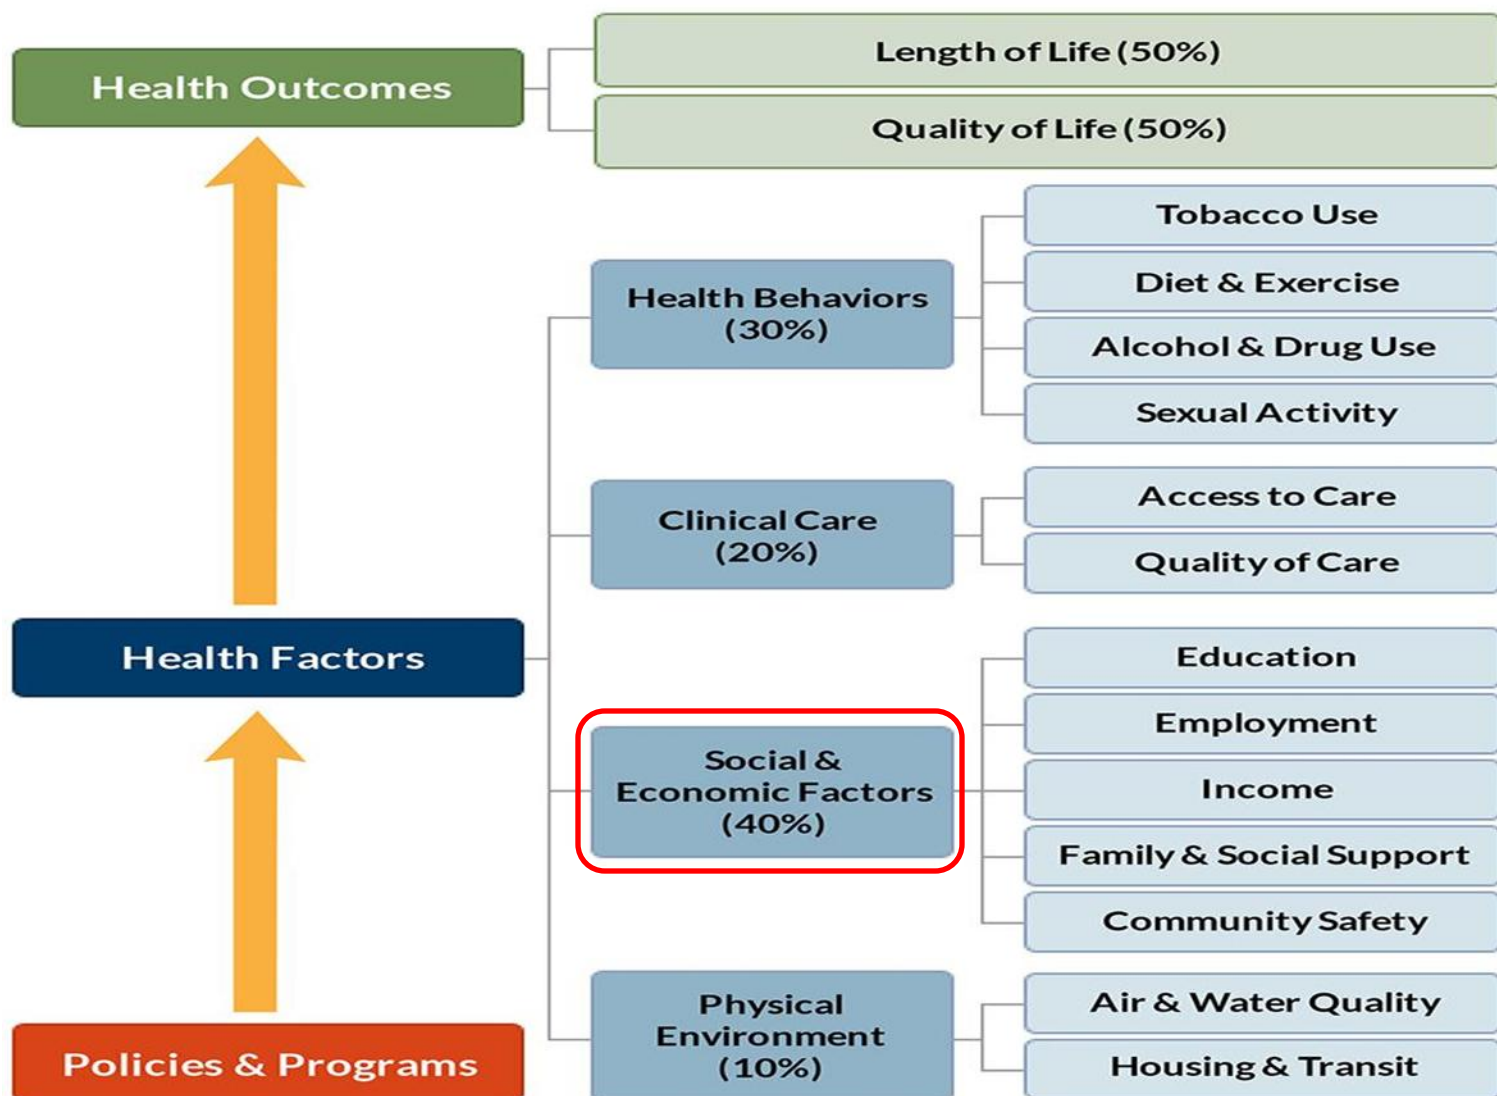 Health Outcomes
Length of Life (50%)
Quality of Life (50%)
Health Behaviors
(30%)
Tobacco Use
Diet & Exercise
Alcohol & Drug Use
Sexual Activity
Clinical Care
(20%)
Access to Care
Quality of Care
Health Factors
Social &
Economic Factors
(40%)
Education
Employment
Income
Family & Social Support
Community Safety
Physical
Environment
(10%)
Air & Water Quality
Housing & Transit
Policies & Programs